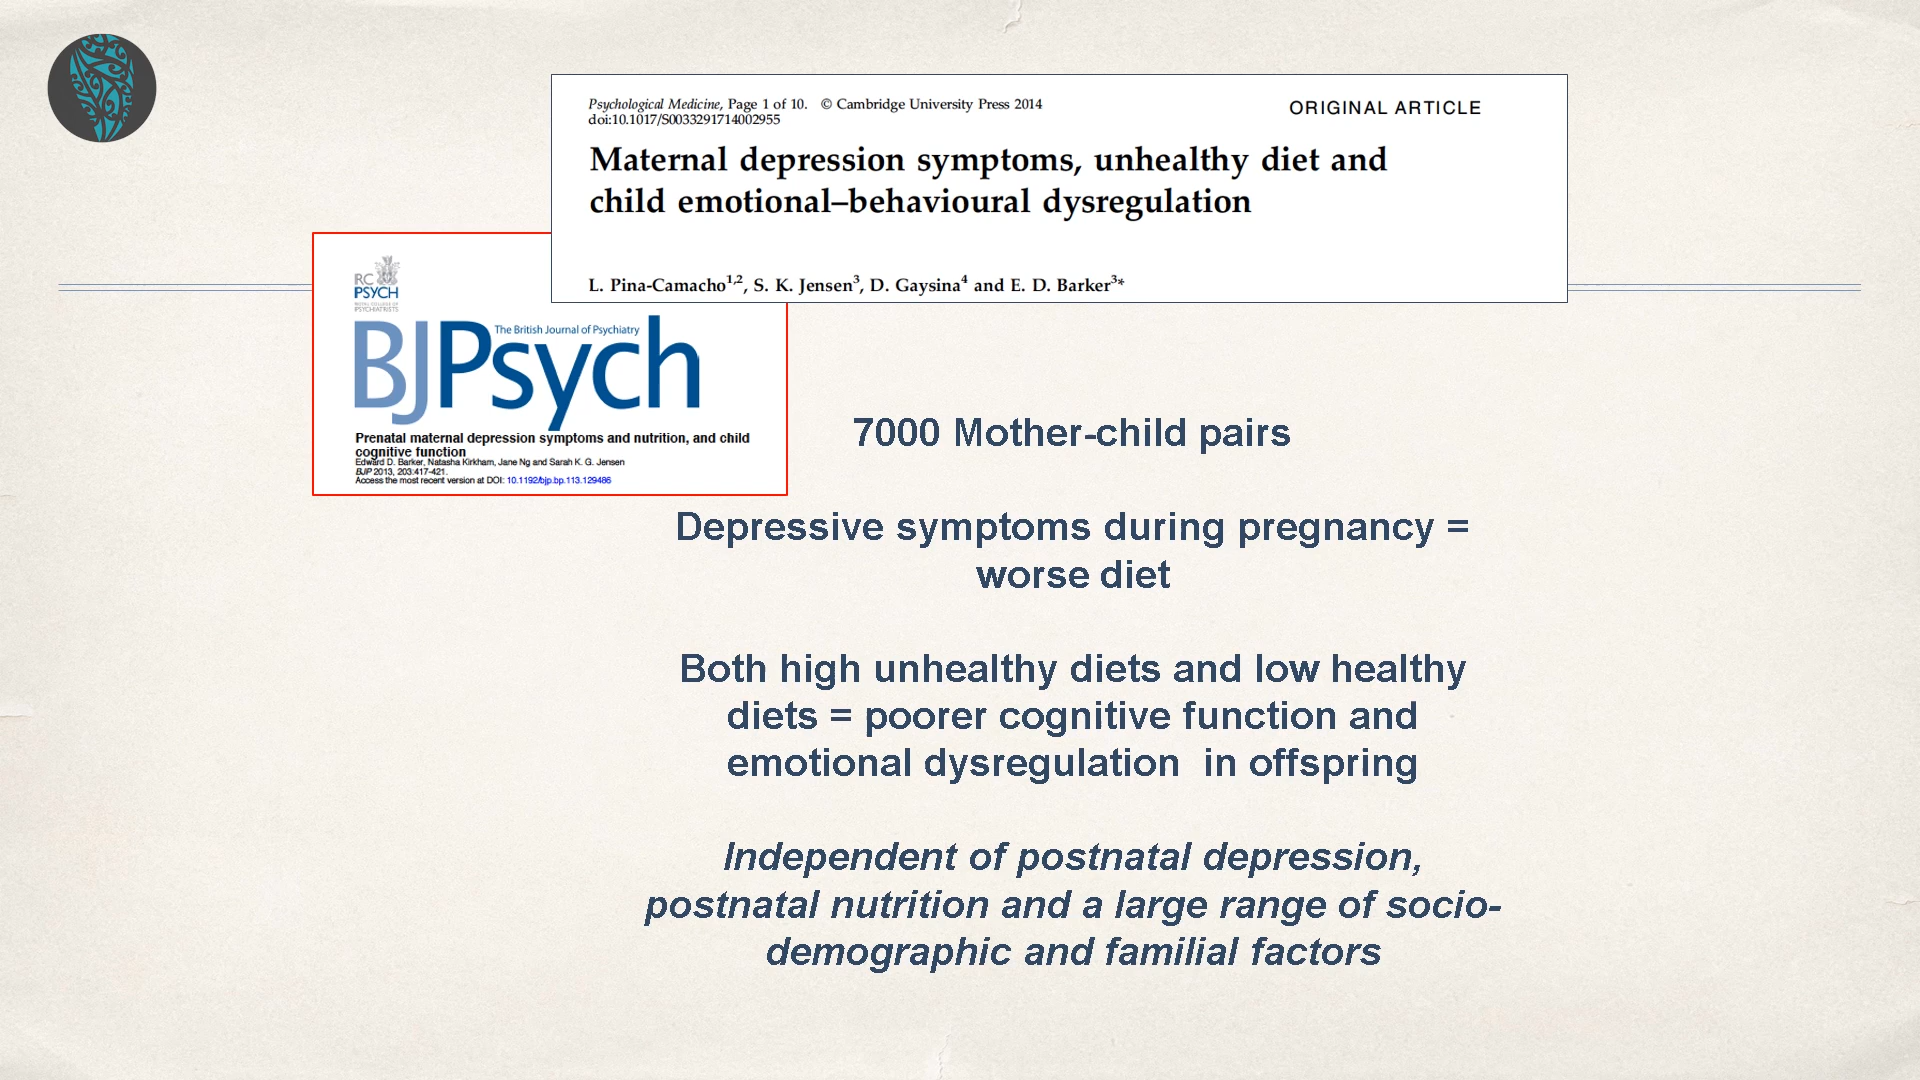 Psychological Medicine, Page 1 of 10. © Cambridge University Press 2014
doi:10.1017/S0033291714002955
ORIGINAL ARTICLE
Maternal depression symptoms, unhealthy diet and
child emotional–behavioural dysregulation
L. Pina-Camacho1,2, S. K. Jensen3, D. Gaysina4 and E. D. Barker3*
RC
PSYCH
ROYAL COLLEGE OF
PSYCHIATRISTS
The British Journal of Psychiatry
BJPsych
Prenatal maternal depression symptoms and nutrition, and child
cognitive function
Edward D. Barker, Natasha Kirkham, Jane Ng and Sarah K. G. Jensen
BJP 2013, 203:417-421.
Access the most recent version at DOI: 10.1192/bjp.bp.113.129486
7000 Mother-child pairs
Depressive symptoms during pregnancy =
worse diet
Both high unhealthy diets and low healthy
diets = poorer cognitive function and
emotional dysregulation  in offspring
Independent of postnatal depression,
postnatal nutrition and a large range of socio-
demographic and familial factors